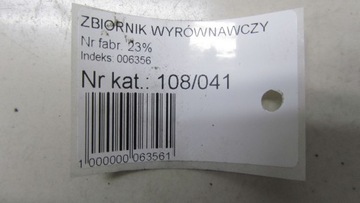 ZBIORNIK WYRÓWNAWCZY
Nr fabr. 23%
Indeks: 006356
Nr kat.: 108/041
1 000000 063561